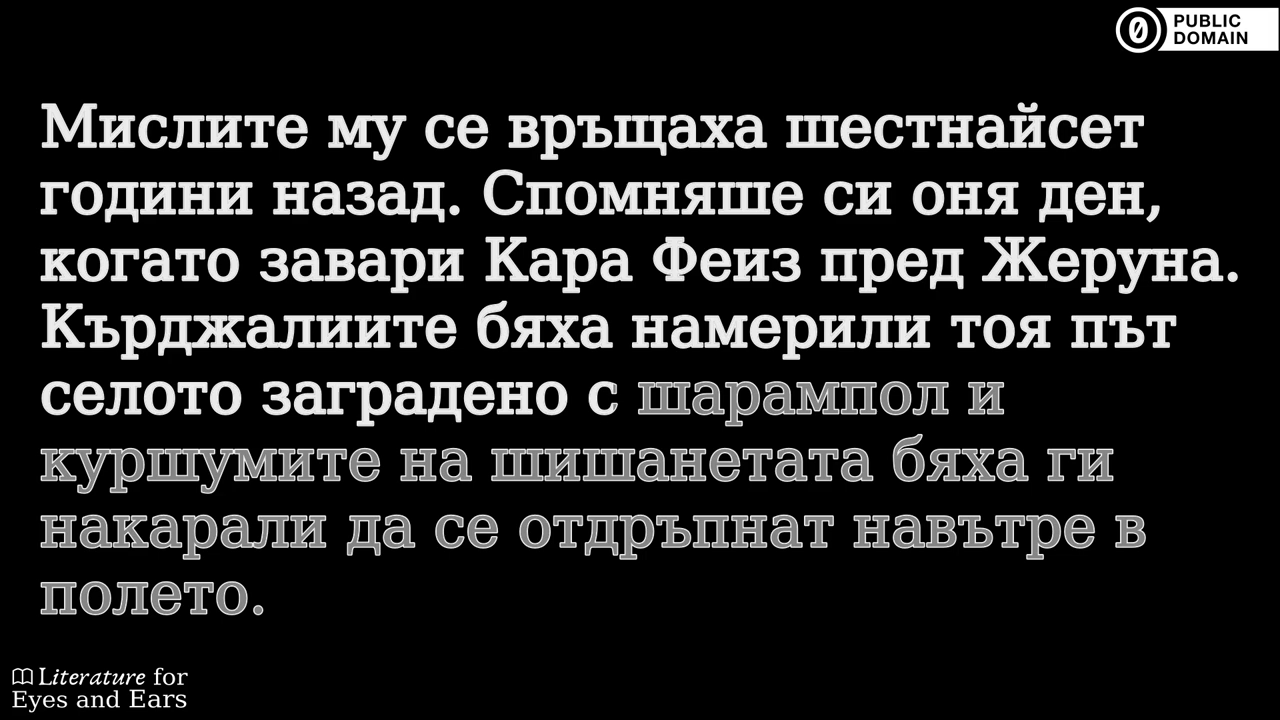 PUBLIC
DOMAIN
Мислите му се връщаха шестнайсет
години назад. Спомняше си оня ден,
когато завари Кара Феиз пред Жеруна.
Кърджалиите бяха намерили тоя път
селото заградено с шарампол и
куршумите на шишанетата бяха ги
накарали да се отдръпнат навътре в
полето.
Literature for
Eyes and Ears